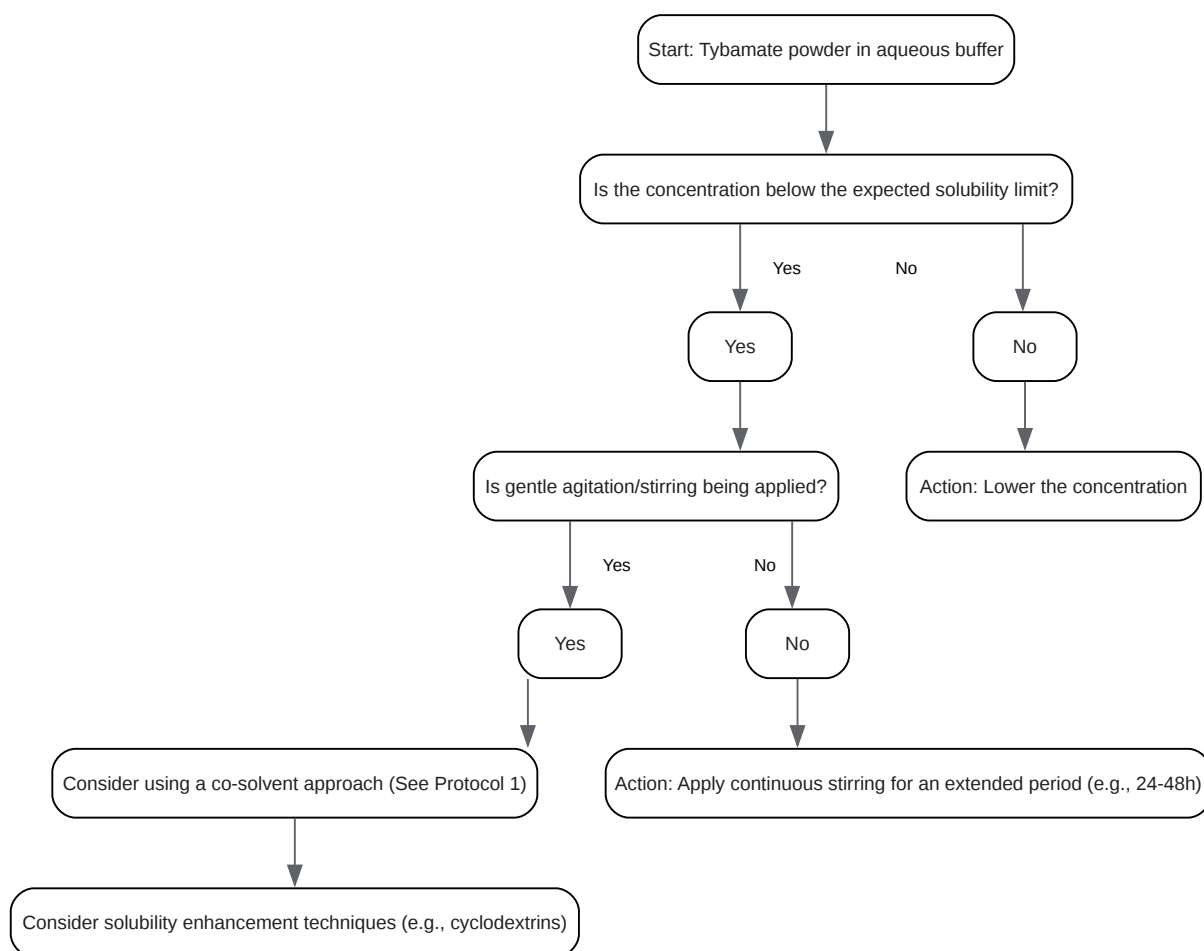 Start: Tybamate powder in aqueous buffer
Is the concentration below the expected solubility limit?
Yes
No
Yes
No
Is gentle agitation/stirring being applied?
Action: Lower the concentration
Yes
No
Yes
No
Consider using a co-solvent approach (See Protocol 1)
Action: Apply continuous stirring for an extended period (e.g., 24-48h)
Consider solubility enhancement techniques (e.g., cyclodextrins)